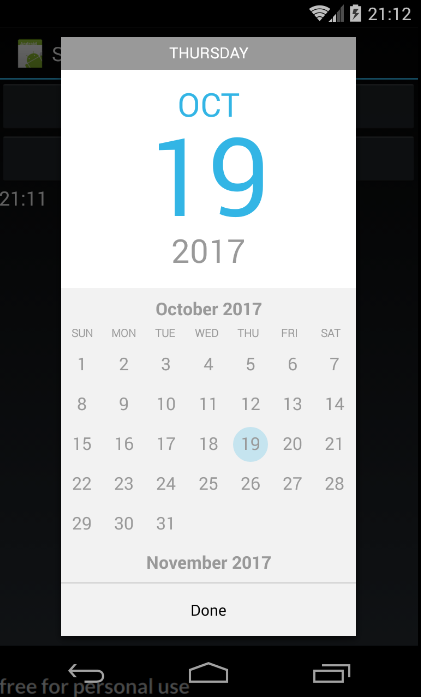 21:12
S
THURSDAY
OCT
19
2017
21:11
October 2017
SUN MON TUE WED THU FRI SAT
1 2 3 4 5 6 7
8 9 10 11 12 13 14
15 16 17 18 19 20 21
22 23 24 25 26 27 28
29 30 31
November 2017
Done
free for personal use